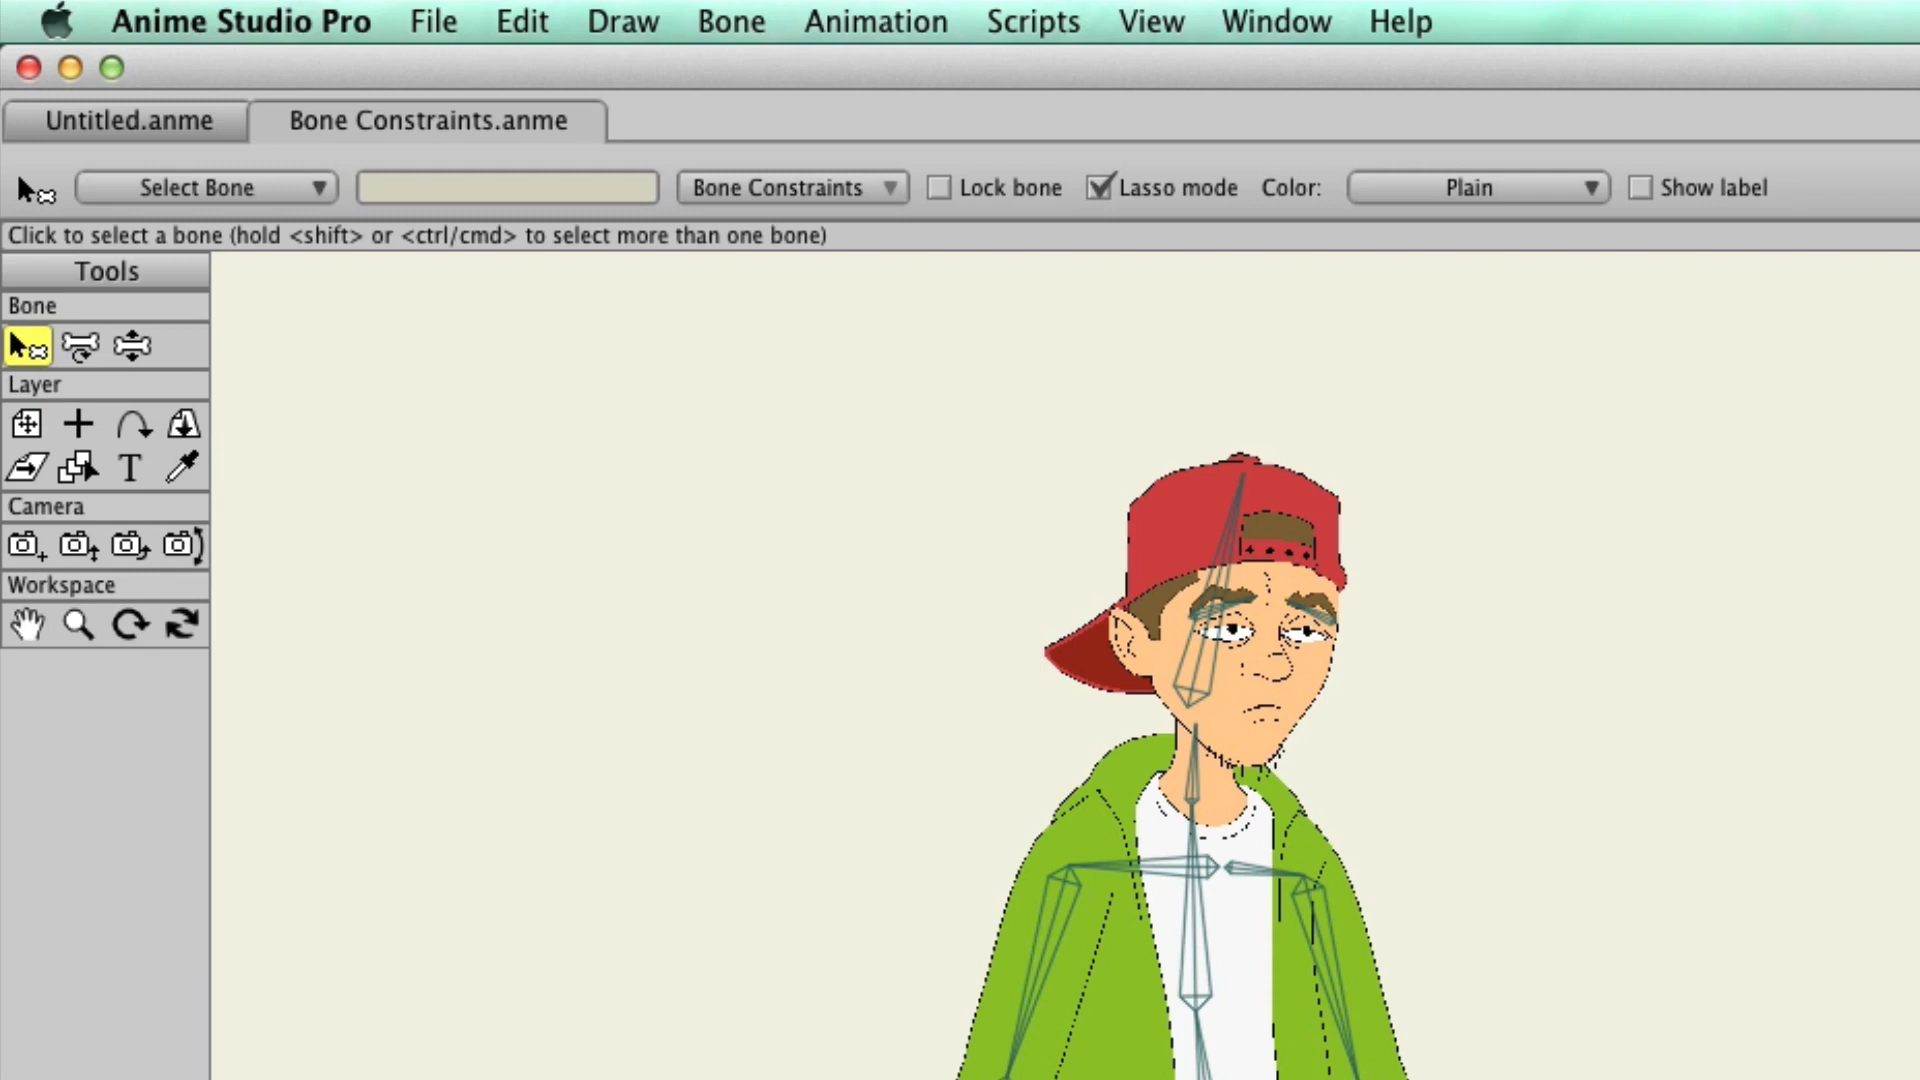 Anime Studio Pro File Edit Draw Bone Animation Scripts View Window Help
Untitled.anme Bone Constraints.anme
Select Bone Bone Constraints Lock bone Lasso mode Color: Plain Show label
Click to select a bone (hold <shift> or <ctrl/cmd> to select more than one bone)
Tools
Bone
Layer
T
Camera
Workspace